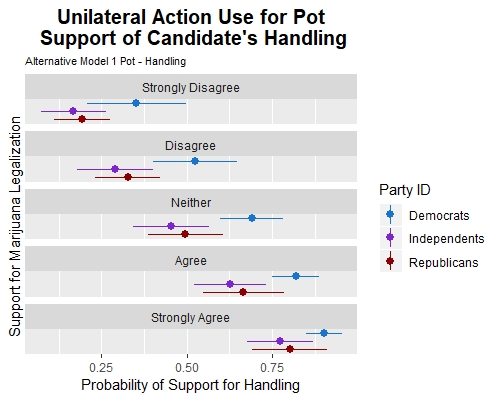 Unilateral Action Use for Pot
Support of Candidate's Handling
Alternative Model 1 Pot - Handling
Support for Marijuana Legalization
Strongly Disagree
Disagree
Neither
Agree
Strongly Agree
0.25 0.50 0.75
Probability of Support for Handling
Party ID
Democrats
Independents
Republicans